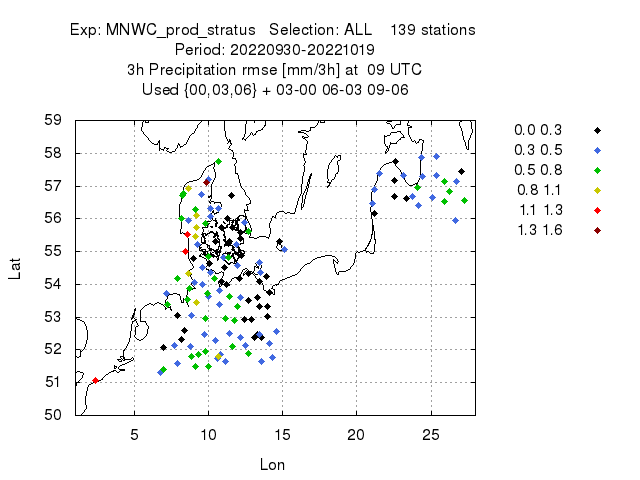 Exp: MNWC_prod_stratus Selection: ALL 139 stations
Period: 20220930-20221019
3h Precipitation rmse [mm/3h] at 09 UTC
Used {00,03,06} + 03-00 06-03 09-06
59
58
57
56
55
54
53
52
51
50
Lat
5 10 15 20 25
Lon
0.0 0.3
0.3 0.5
0.5 0.8
0.8 1.1
1.1 1.3
1.3 1.6